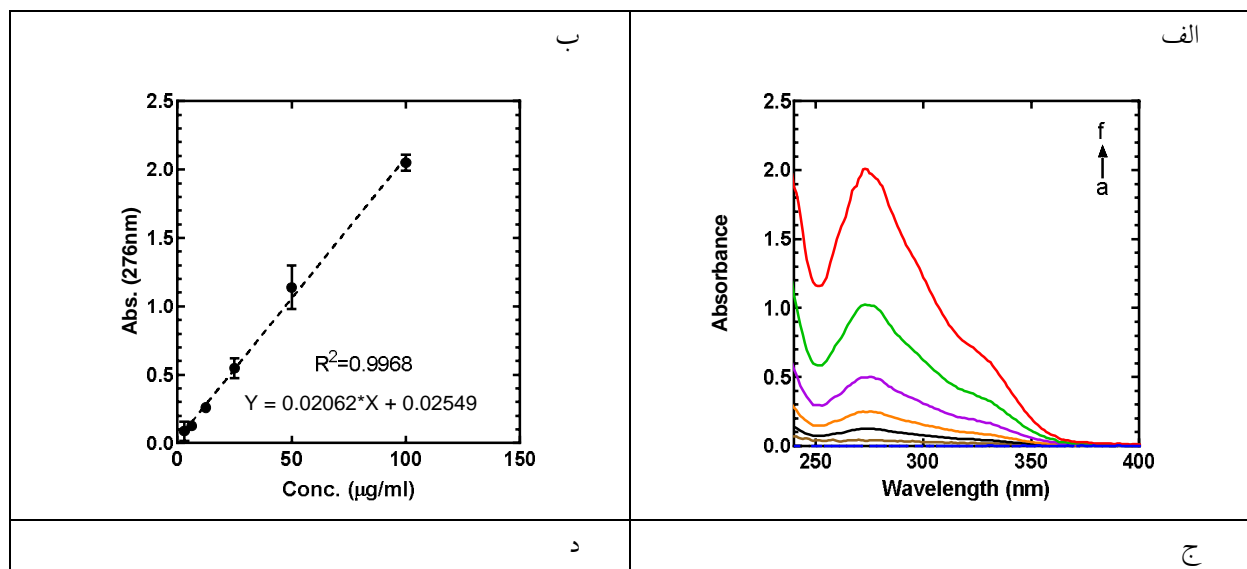 الف
2.5
2.0
1.5
1.0
0.5
0.0
250
300
350
400
Absorbance
Wavelength (nm)
f
a
ب
2.5
2.0
1.5
1.0
0.5
0.0
0
50
100
150
Abs. (276nm)
Conc. (μg/ml)
R²=0.9968
Y = 0.02062*X + 0.02549
ج
د